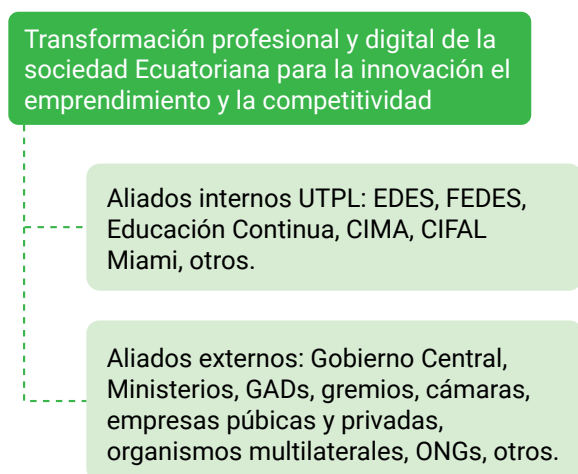 Transformación profesional y digital de la
sociedad Ecuatoriana para la innovación el
emprendimiento y la competitividad
Aliados internos UTPL: EDES, FEDES,
Educación Continua, CIMA, CIFAL
Miami, otros.
Aliados externos: Gobierno Central,
Ministerios, GADs, gremios, cámaras,
empresas púbicas y privadas,
organismos multilaterales, ONGs, otros.